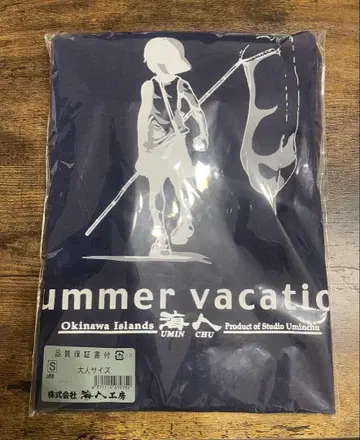 ummer vacatio
Okinawa Islands 海人 Product of Studio Uminchu
UMIN CHU
品質保証書付
S
大人サイズ
株式会社 海人工房